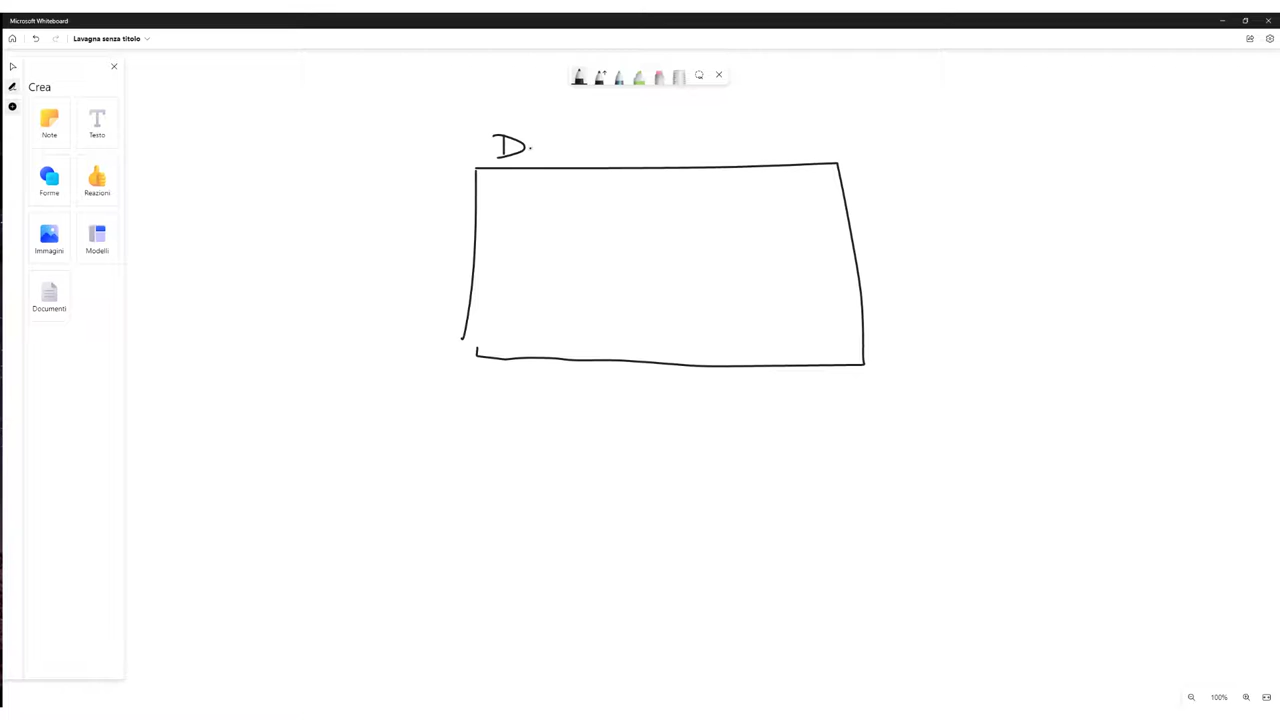 Microsoft Whiteboard
Lavagna senza titolo
Crea
Note
Testo
Forme
Reazioni
Immagini
Modelli
Documenti
D.
100%